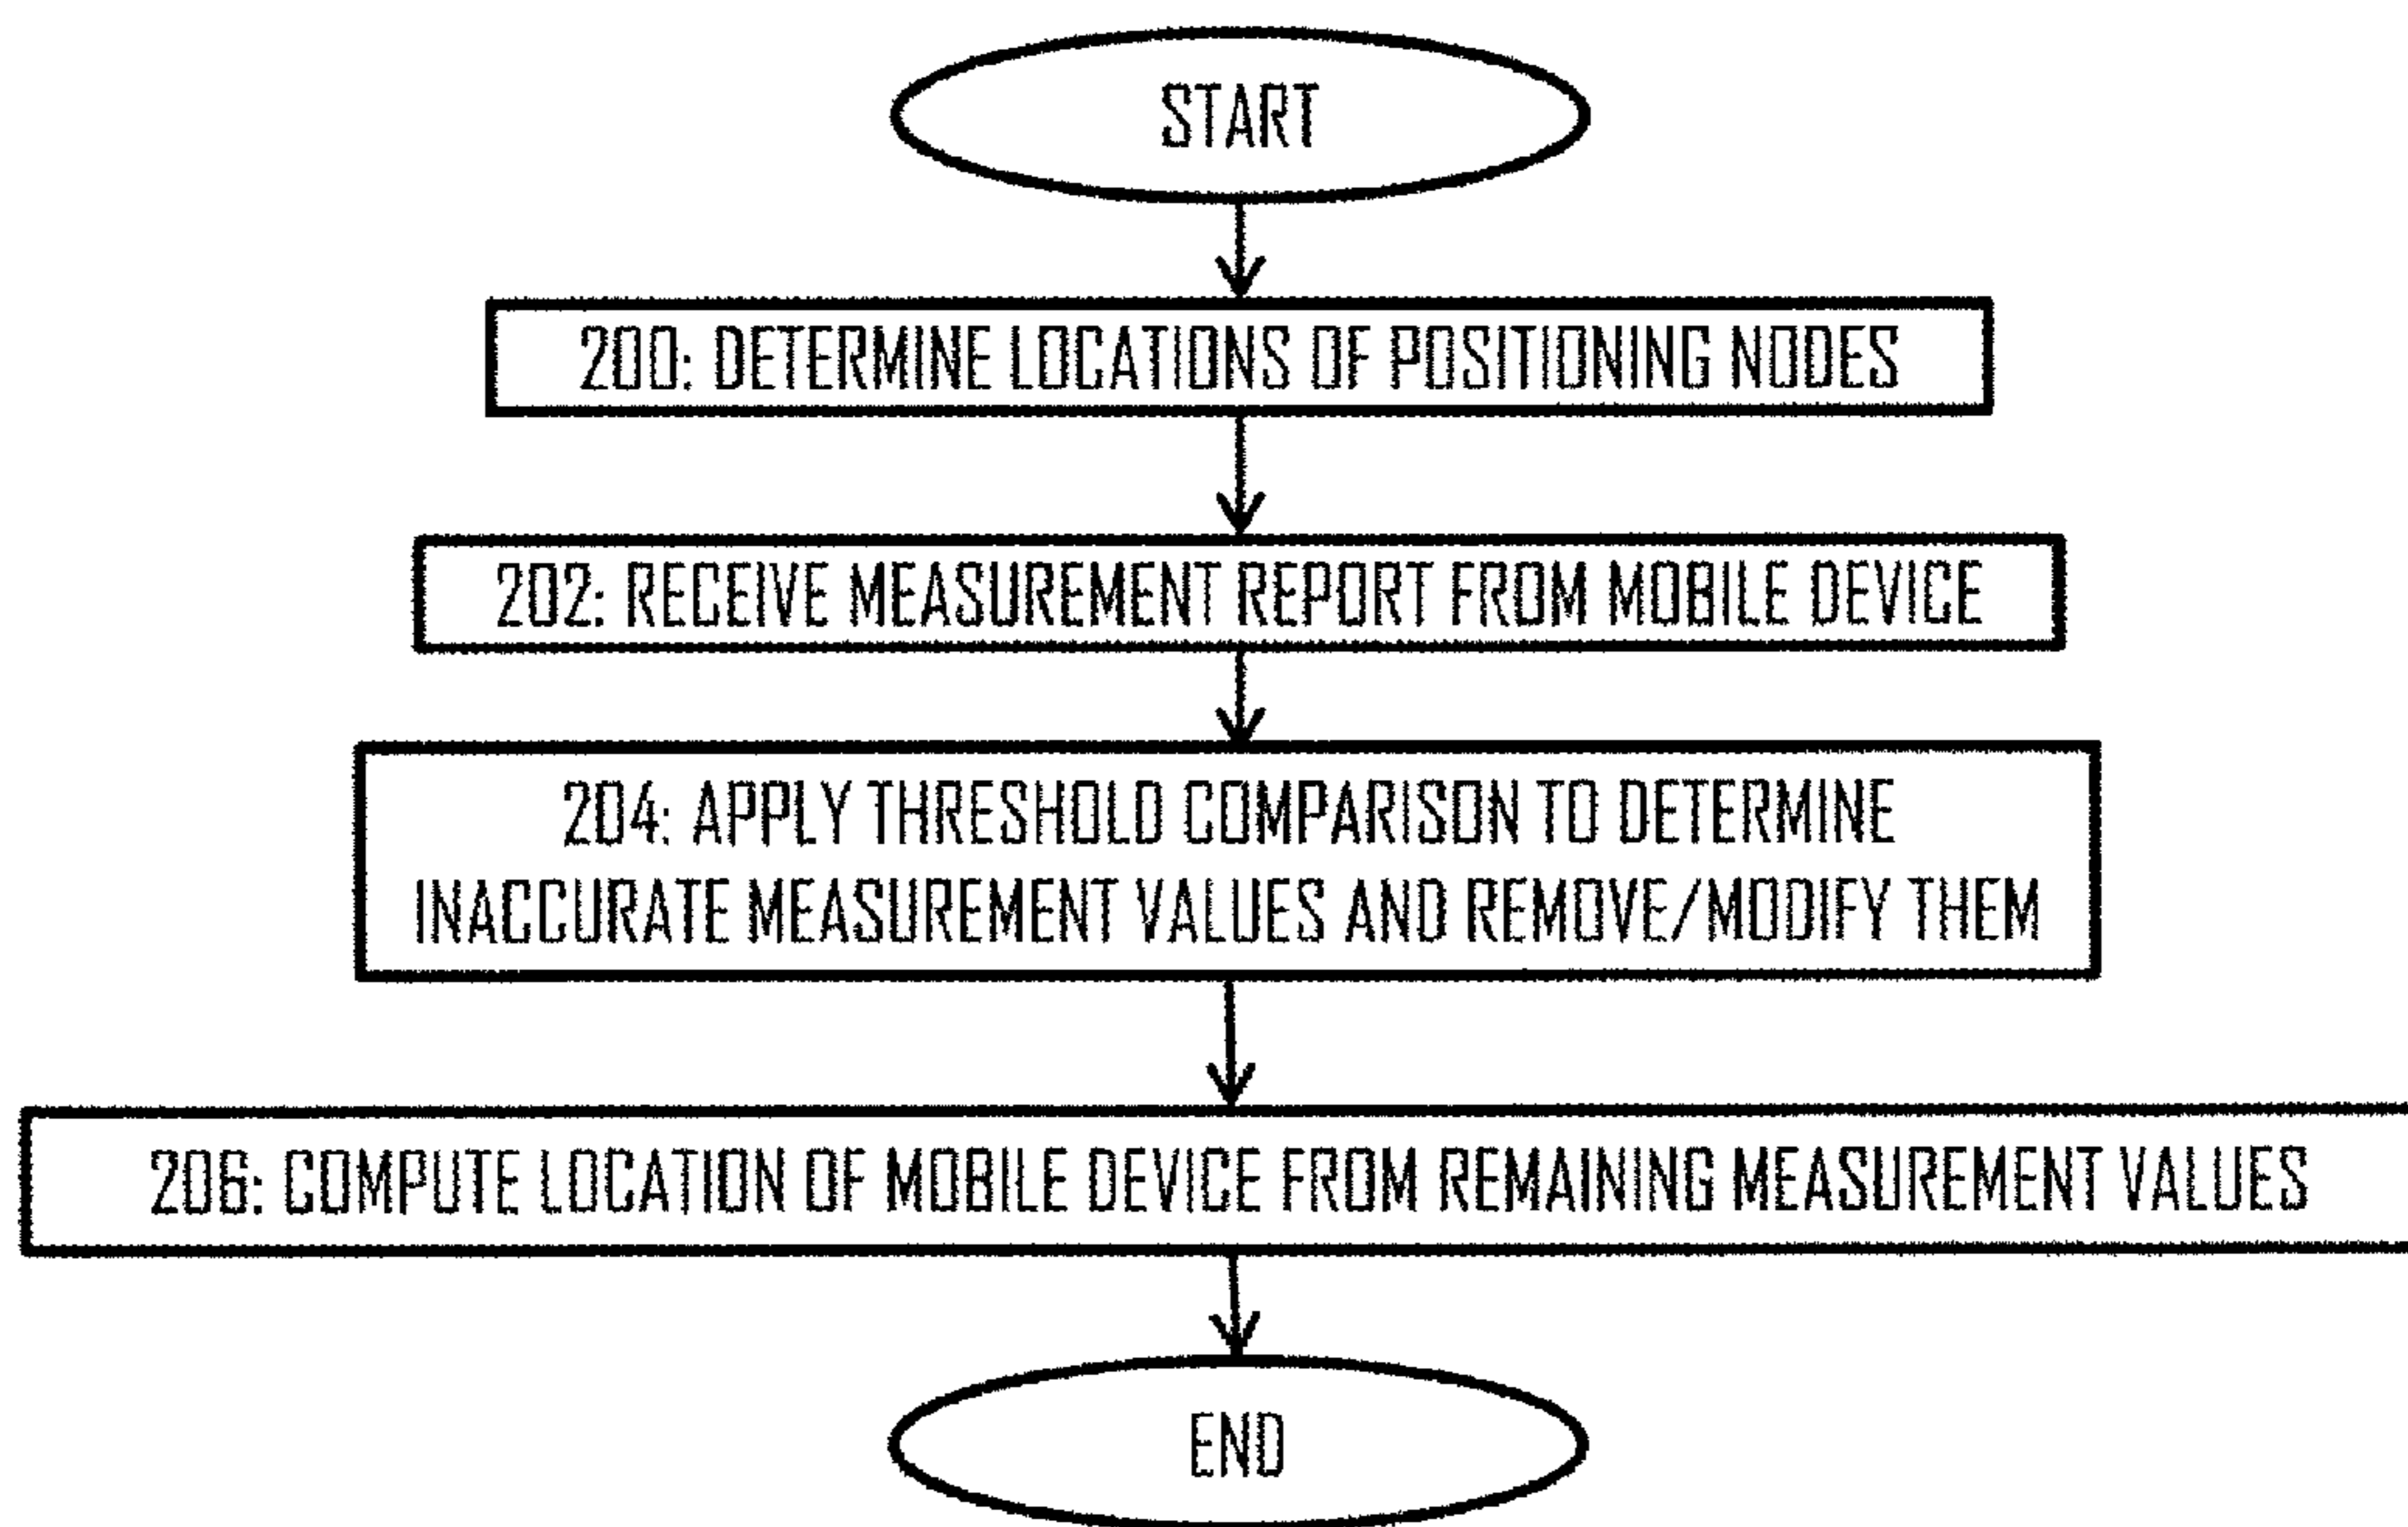 START
200: DETERMINE LOCATIONS OF POSITIONING NODES
202: RECEIVE MEASUREMENT REPORT FROM MOBILE DEVICE
204: APPLY THRESHOLD COMPARISON TO DETERMINE
INACCURATE MEASUREMENT VALUES AND REMOVE/MODIFY THEM
206: COMPUTE LOCATION OF MOBILE DEVICE FROM REMAINING MEASUREMENT VALUES
END